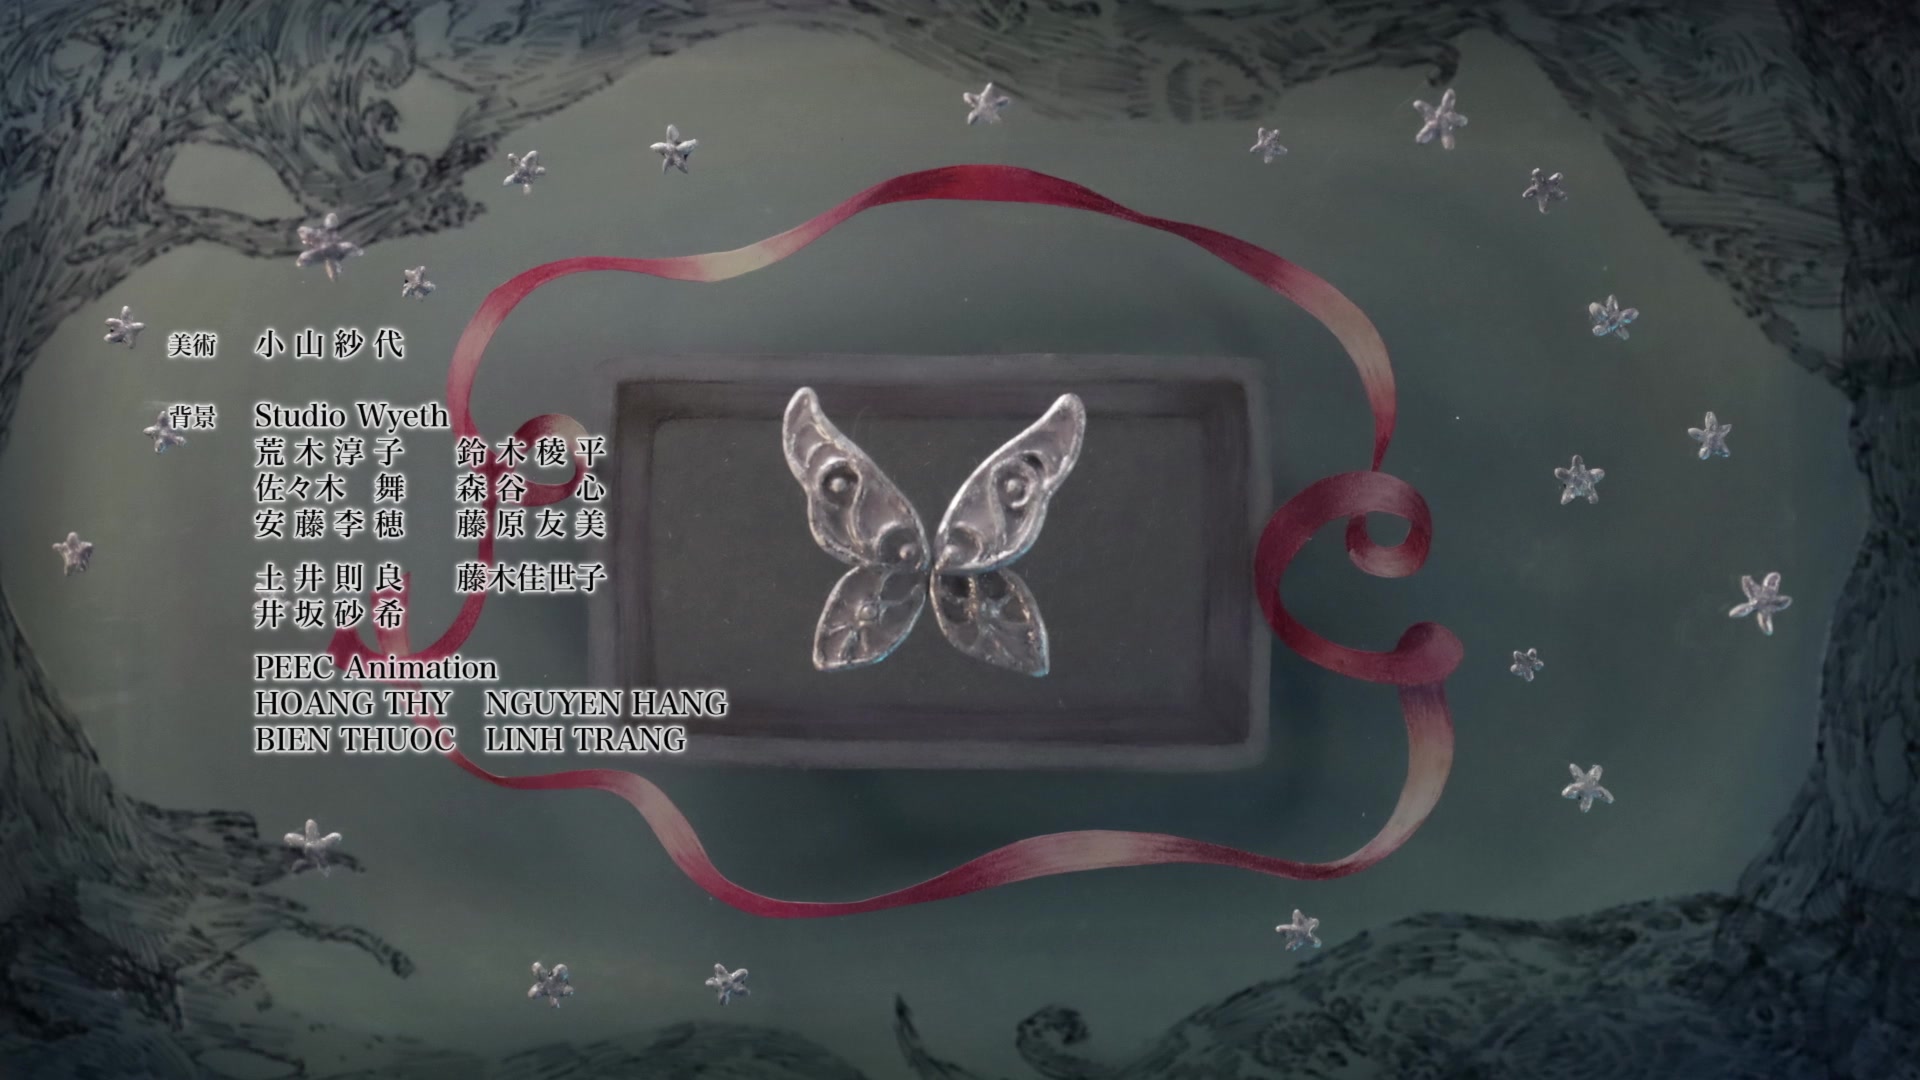 美術 小山紗代
背景 Studio Wyeth
荒木淳子 鈴木稜平
佐々木 舞 森谷 心
安藤李穂 藤原友美
土井則良 藤木佳世子
井坂砂希
PEEC Animation
HOANG THY NGUYEN HANG
BIEN THUOC LINH TRANG